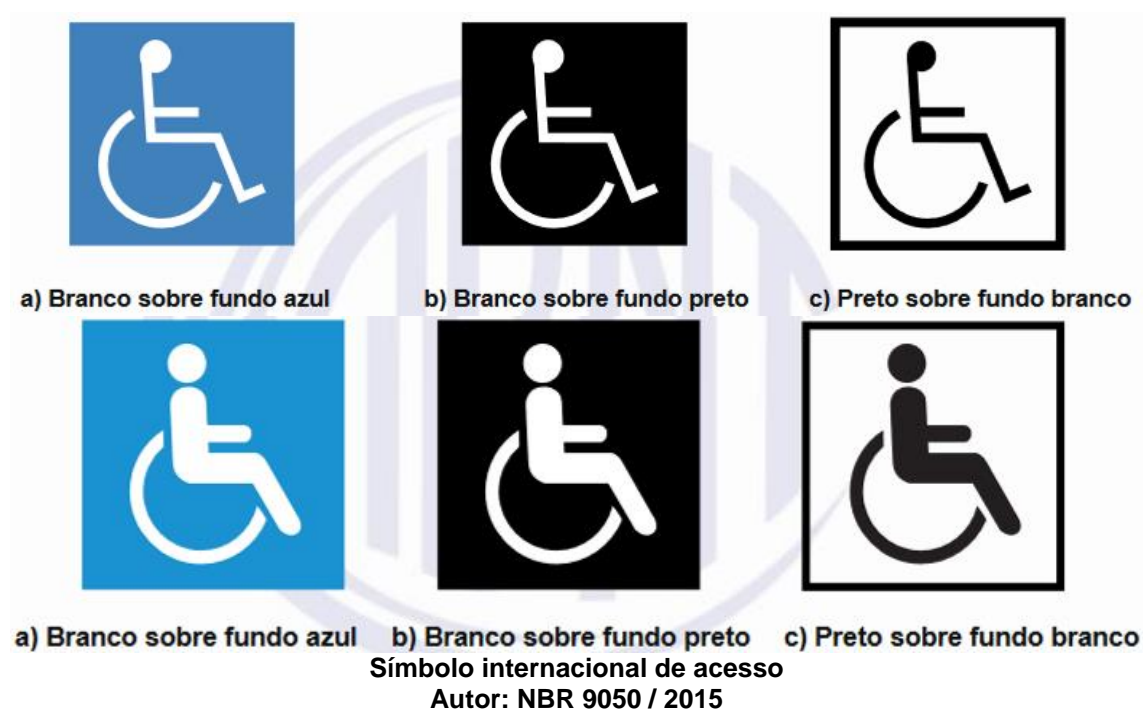 a) Branco sobre fundo azul b) Branco sobre fundo preto c) Preto sobre fundo branco
a) Branco sobre fundo azul b) Branco sobre fundo preto c) Preto sobre fundo branco
Símbolo internacional de acesso
Autor: NBR 9050 / 2015